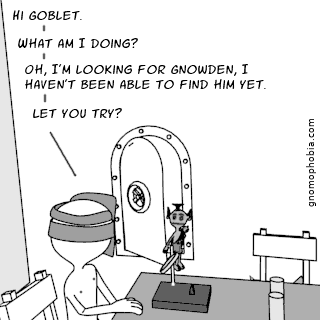 HI GOBLET.
WHAT AM I DOING?
OH, I'M LOOKING FOR GNOWDEN, I
HAVEN'T BEEN ABLE TO FIND HIM YET.
LET YOU TRY?
gnomophobia.com